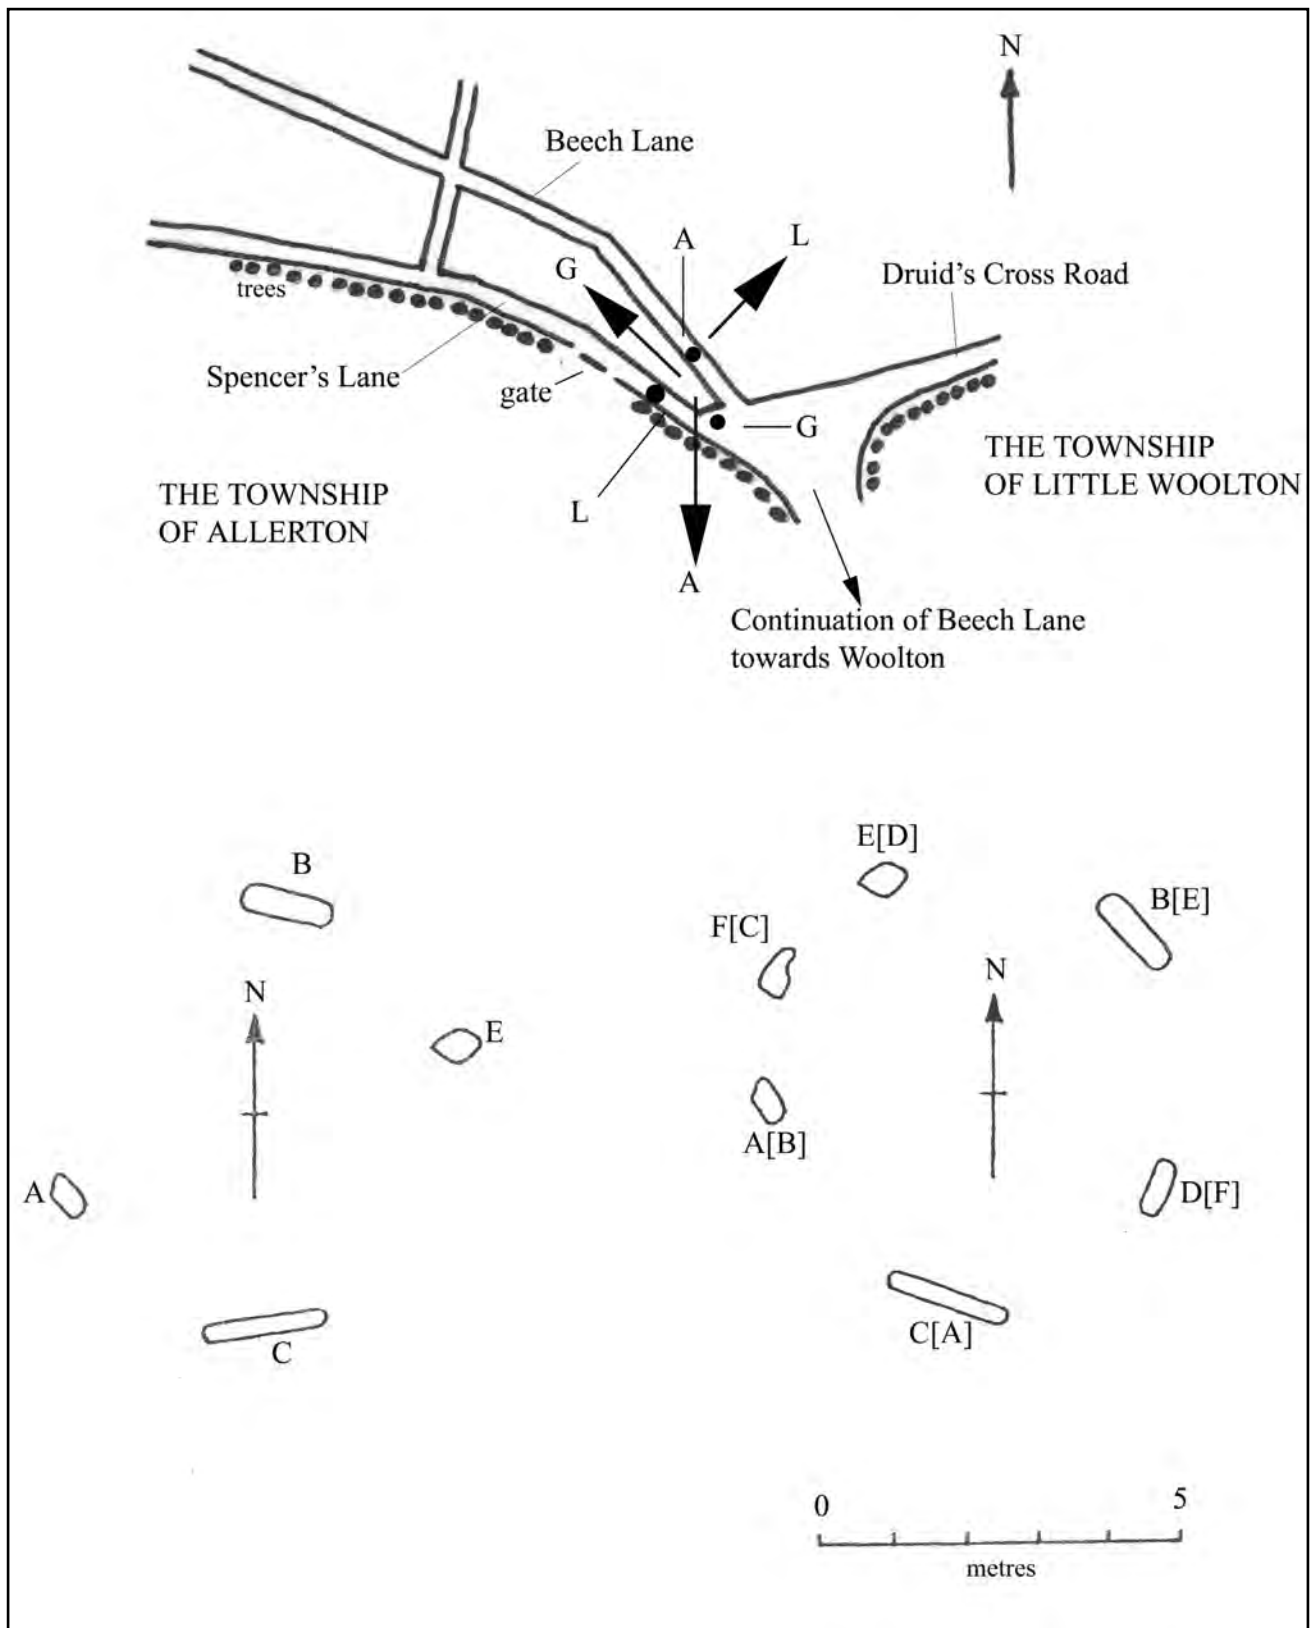 N
Beech Lane
A
L
G
Druid's Cross Road
trees
Spencer's Lane
gate
G
THE TOWNSHIP
OF LITTLE WOOLTON
THE TOWNSHIP
OF ALLERTON
L
A
Continuation of Beech Lane
towards Woolton
B
N
E
A
C
E[D]
B[E]
F[C]
N
A[B]
D[F]
C[A]
0
5
metres